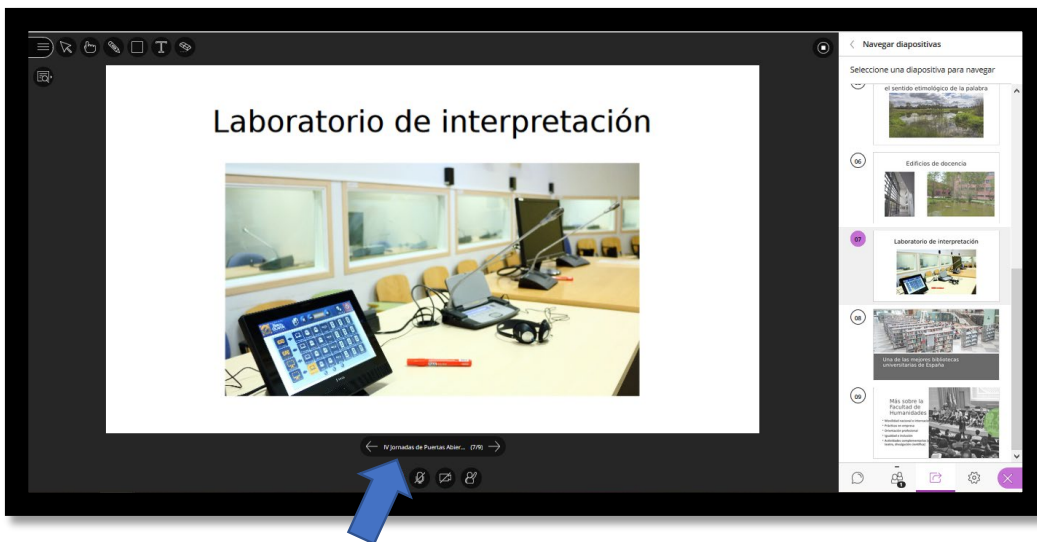 Navegar diapositivas
Seleccione una diapositiva para navegar
Laboratorio de interpretación
IV Jornadas de Puertas Abier... (7/9)
el sentido etimológico de la palabra
06
Edificios de docencia
07
Laboratorio de interpretación
08
Una de las mejores bibliotecas
universitarias de España
09
Más sobre la
Facultad de
Humanidades
1